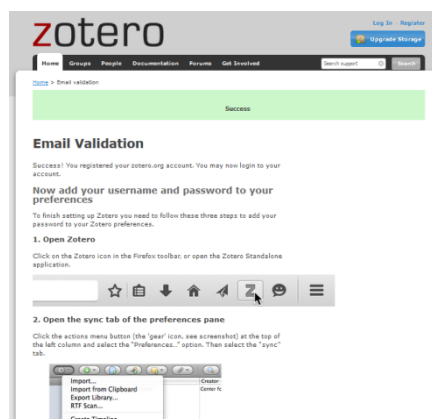 zotero
Log In · Register
Upgrade Storage
Home Groups People Documentation Forums Get Involved
Search support
Search
Home > Email validation
Success
Email Validation
Success! You registered your zotero.org account. You may now login to your
account.
Now add your username and password to your
preferences
To finish setting up Zotero you need to follow these three steps to add your
password to your Zotero preferences.
1. Open Zotero
Click on the Zotero icon in the Firefox toolbar, or open the Zotero Standalone
application.
Z
2. Open the sync tab of the preferences pane
Click the actions menu button (the 'gear' icon, see screenshot) at the top of
the left column and select the "Preferences..." option. Then select the "sync"
tab.
Import...
Import from Clipboard
Export Library...
RTF Scan...
Create Timeline
Creator
Center fo